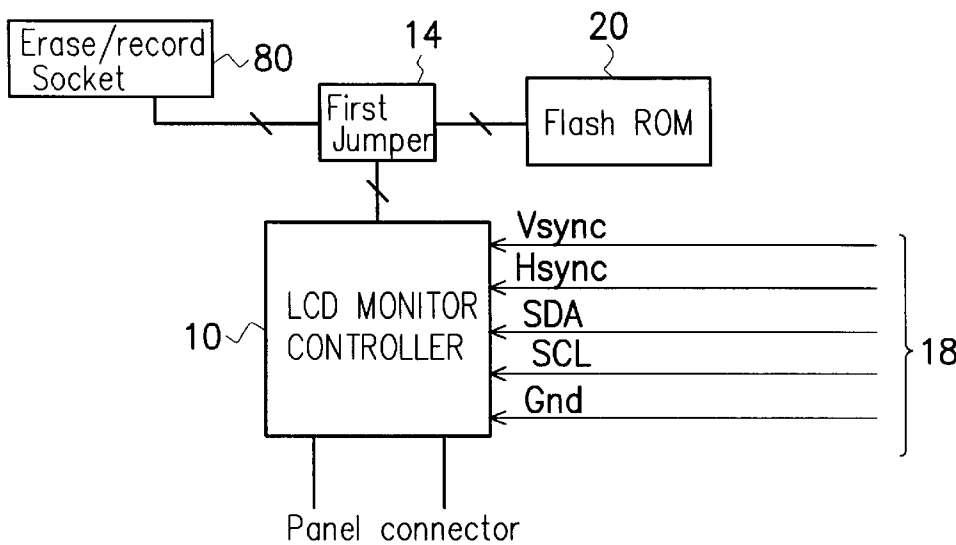 Erase/record
Socket
80
14
First
Jumper
20
Flash ROM
LCD MONITOR
CONTROLLER
10
Vsync
Hsync
SDA
SCL
Gnd
18
Panel connector